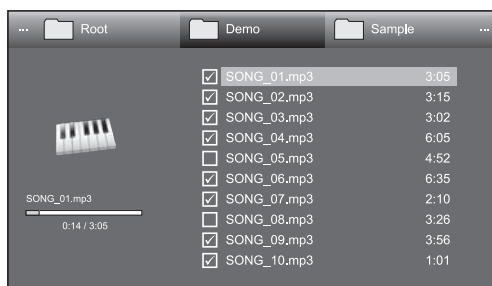 ... Root Demo Sample ...
SONG_01.mp3 3:05
SONG_02.mp3 3:15
SONG_03.mp3 3:02
SONG_04.mp3 6:05
SONG_05.mp3 4:52
SONG_06.mp3 6:35
SONG_07.mp3 2:10
SONG_08.mp3 3:26
SONG_09.mp3 3:56
SONG_10.mp3 1:01
SONG_01.mp3
0:14 / 3:05